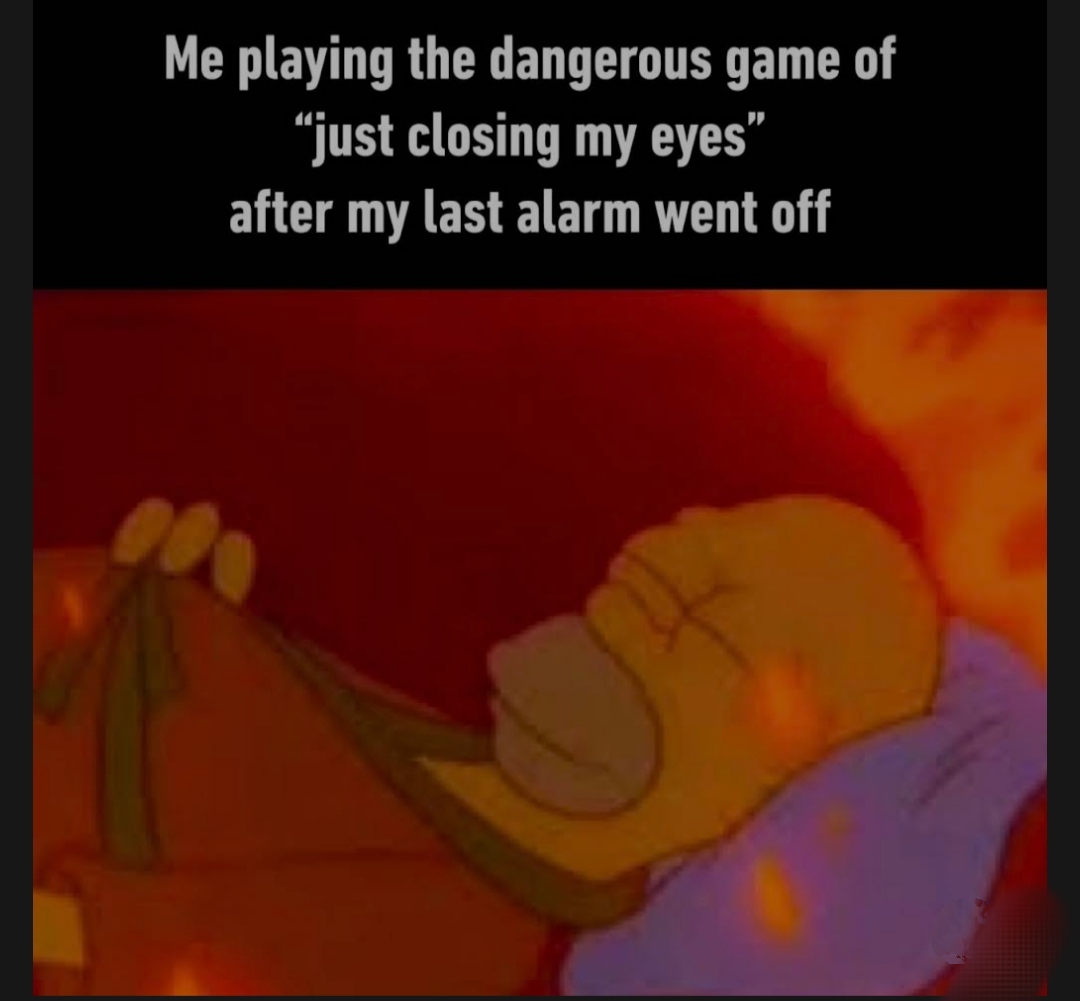 Me playing the dangerous game of
“just closing my eyes”
after my last alarm went off